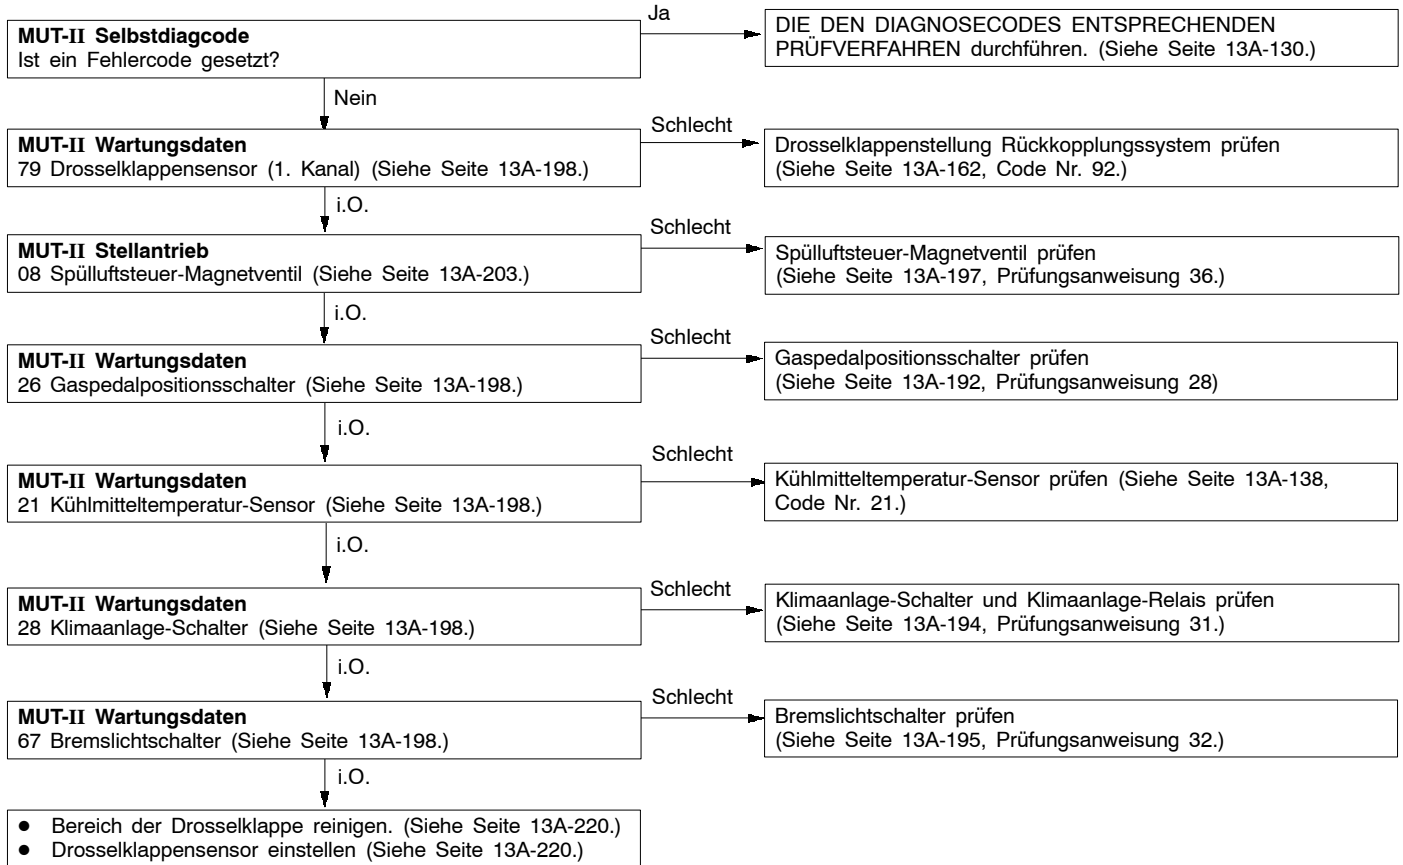 MUT-II Selbstdiagcode
Ist ein Fehlercode gesetzt?
Ja
DIE DEN DIAGNOSECODES ENTSPRECHENDEN
PRÜFVERFAHREN durchführen. (Siehe Seite 13A-130.)
Nein
MUT-II Wartungsdaten
79 Drosselklappensensor (1. Kanal) (Siehe Seite 13A-198.)
Schlecht
Drosselklappenstellung Rückkopplungssystem prüfen
(Siehe Seite 13A-162, Code Nr. 92.)
i.O.
MUT-II Stellantrieb
08 Spülluftsteuer-Magnetventil (Siehe Seite 13A-203.)
Schlecht
Spülluftsteuer-Magnetventil prüfen
(Siehe Seite 13A-197, Prüfungsanweisung 36.)
i.O.
MUT-II Wartungsdaten
26 Gaspedalpositionsschalter (Siehe Seite 13A-198.)
Schlecht
Gaspedalpositionsschalter prüfen
(Siehe Seite 13A-192, Prüfungsanweisung 28)
i.O.
MUT-II Wartungsdaten
21 Kühlmitteltemperatur-Sensor (Siehe Seite 13A-198.)
Schlecht
Kühlmitteltemperatur-Sensor prüfen (Siehe Seite 13A-138,
Code Nr. 21.)
i.O.
MUT-II Wartungsdaten
28 Klimaanlage-Schalter (Siehe Seite 13A-198.)
Schlecht
Klimaanlage-Schalter und Klimaanlage-Relais prüfen
(Siehe Seite 13A-194, Prüfungsanweisung 31.)
i.O.
MUT-II Wartungsdaten
67 Bremslichtschalter (Siehe Seite 13A-198.)
Schlecht
Bremslichtschalter prüfen
(Siehe Seite 13A-195, Prüfungsanweisung 32.)
i.O.
● Bereich der Drosselklappe reinigen. (Siehe Seite 13A-220.)
● Drosselklappensensor einstellen (Siehe Seite 13A-220.)